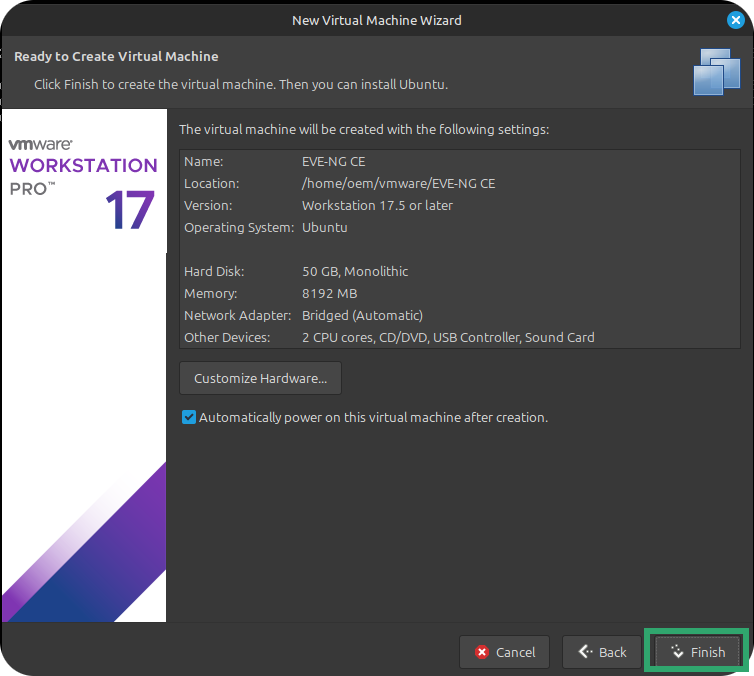 New Virtual Machine Wizard
Ready to Create Virtual Machine
Click Finish to create the virtual machine. Then you can install Ubuntu.
vmware®
WORKSTATION
PRO™
17
The virtual machine will be created with the following settings:
Name: EVE-NG CE
Location: /home/oem/vmware/EVE-NG CE
Version: Workstation 17.5 or later
Operating System: Ubuntu
Hard Disk: 50 GB, Monolithic
Memory: 8192 MB
Network Adapter: Bridged (Automatic)
Other Devices: 2 CPU cores, CD/DVD, USB Controller, Sound Card
Customize Hardware...
Automatically power on this virtual machine after creation.
Cancel Back Finish